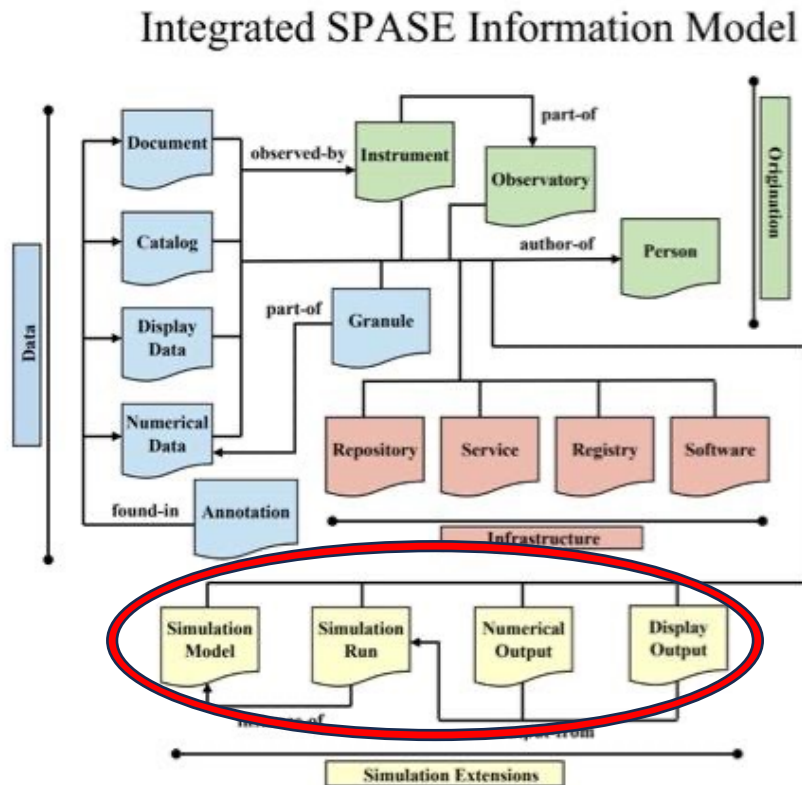 Integrated SPASE Information Model
Document
observed-by
Instrument
part-of
Observatory
Origination
Catalog
author-of
Person
Data
Display
Data
part-of
Granule
Numerical
Data
Repository
Service
Registry
Software
found-in
Annotation
Infrastructure
Simulation
Model
Simulation
Run
Numerical
Output
Display
Output
Simulation Extensions